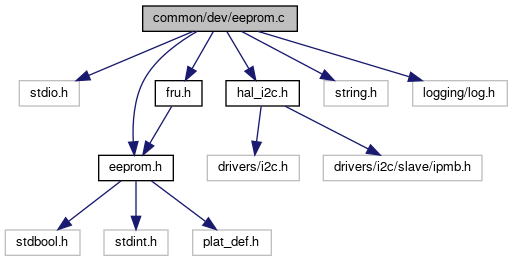 common/dev/eeprom.c
stdio.h
fru.h
hal_i2c.h
string.h
logging/log.h
eeprom.h
drivers/i2c.h
drivers/i2c/slave/ipmb.h
stdbool.h
stdint.h
plat_def.h